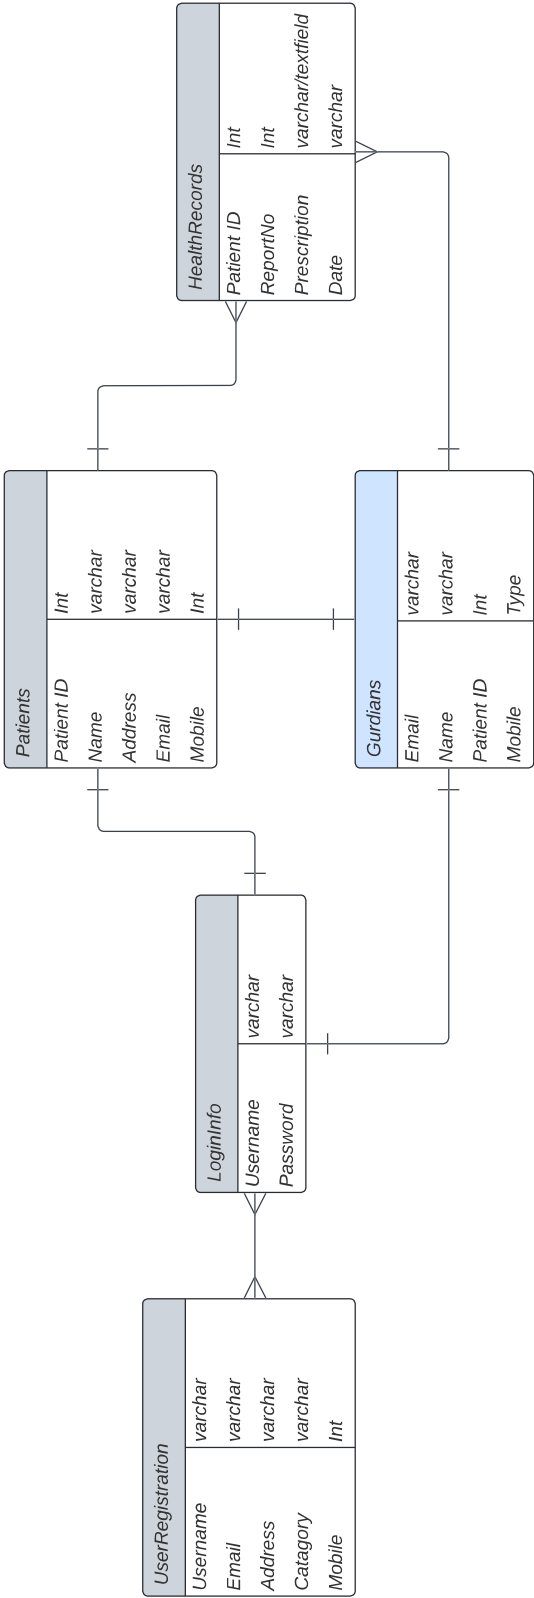 UserRegistration
Username varchar
Email varchar
Address varchar
Catagory varchar
Mobile Int
LoginInfo
Username varchar
Password varchar
Patients
Patient ID Int
Name varchar
Address varchar
Email varchar
Mobile Int
Gurdians
Email varchar
Name varchar
Patient ID Int
Mobile Type
HealthRecords
Patient ID Int
ReportNo Int
Prescription varchar/textfield
Date varchar